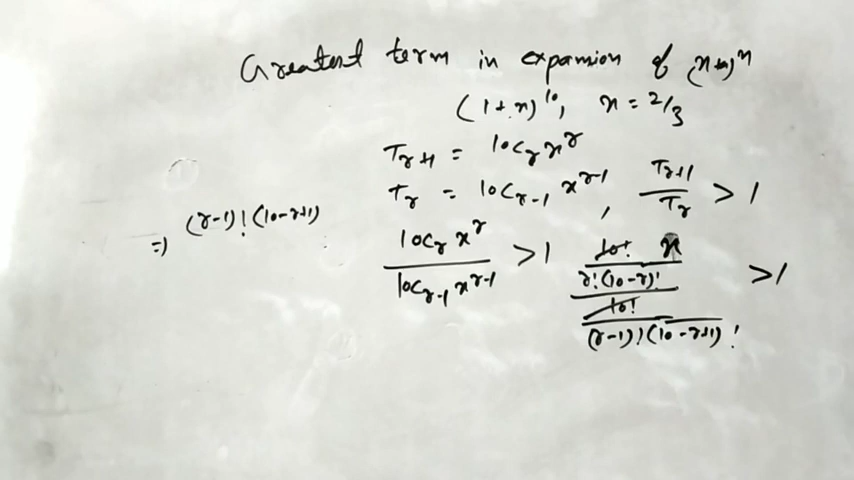 Greatest term in expansion of (x+a)^n
(1+x)^10, x = 2/3
T_{r+1} = 10C_r x^r
T_r = 10C_{r-1} x^{r-1}, T_{r+1}/T_r > 1
10C_r x^r / 10C_{r-1} x^{r-1} > 1
10! x / r!(10-r)! / 10! / (r-1)!(10-r+1)! > 1
=) (r-1)!(10-r+1)